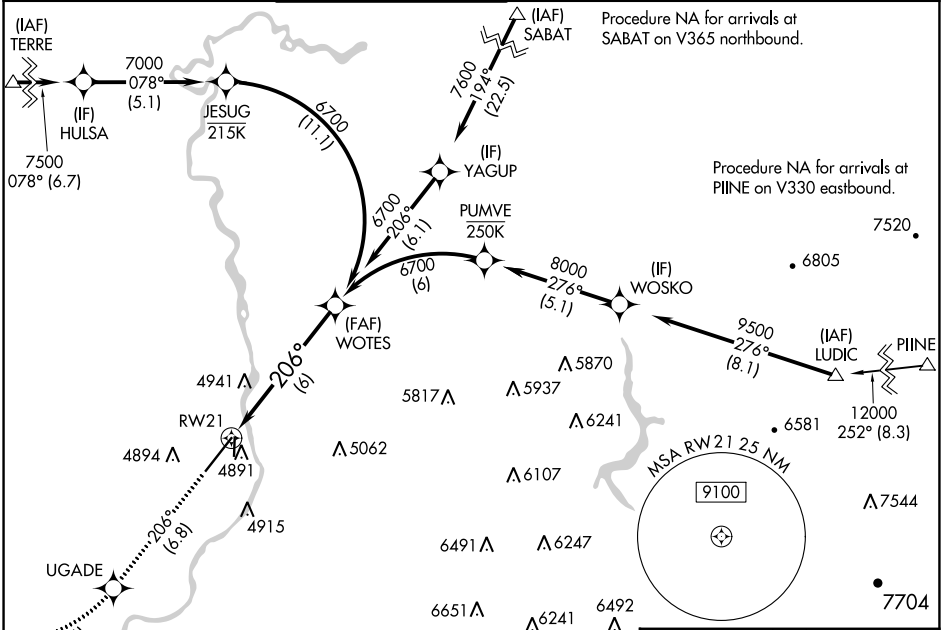 (IAF)
TERRE
7000
078°
(5.1)
(IF)
HULSA
JESUG
215K
7500
078° (6.7)
6700
(11.1)
(IAF)
SABAT
Procedure NA for arrivals at
SABAT on V365 northbound.
7600
194°
(22.5)
(IF)
YAGUP
6700
206°
(6.1)
Procedure NA for arrivals at
PIINE on V330 eastbound.
PUMVE
250K
6700
(6)
8000
276°
(5.1)
(IF)
WOSKO
7520
6805
9500
276°
(8.1)
(IAF)
LUDIC
PIINE
12000
252° (8.3)
(FAF)
WOTES
206°
(6)
4941
RW21
4894
4891
4915
5062
5817
5937
5870
6241
6107
6581
MSA RW21 25 NM
9100
7544
7704
206°
(6.8)
UGADE
6491
6247
6651
6241
6492